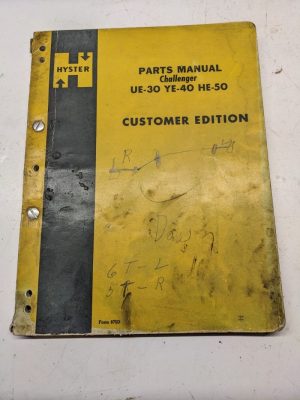 HYSTER
PARTS MANUAL
Challenger
UE-30 YE-40 HE-50
CUSTOMER EDITION
R
6T-L
5T-R